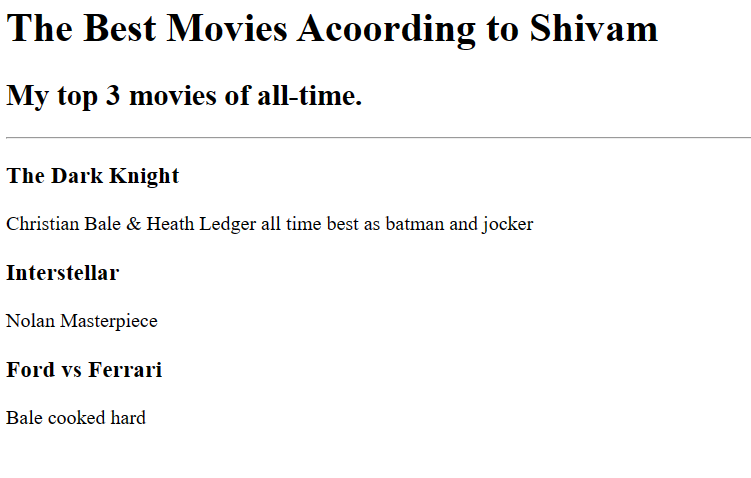 The Best Movies Acoording to Shivam
My top 3 movies of all-time.
The Dark Knight
Christian Bale & Heath Ledger all time best as batman and jocker
Interstellar
Nolan Masterpiece
Ford vs Ferrari
Bale cooked hard